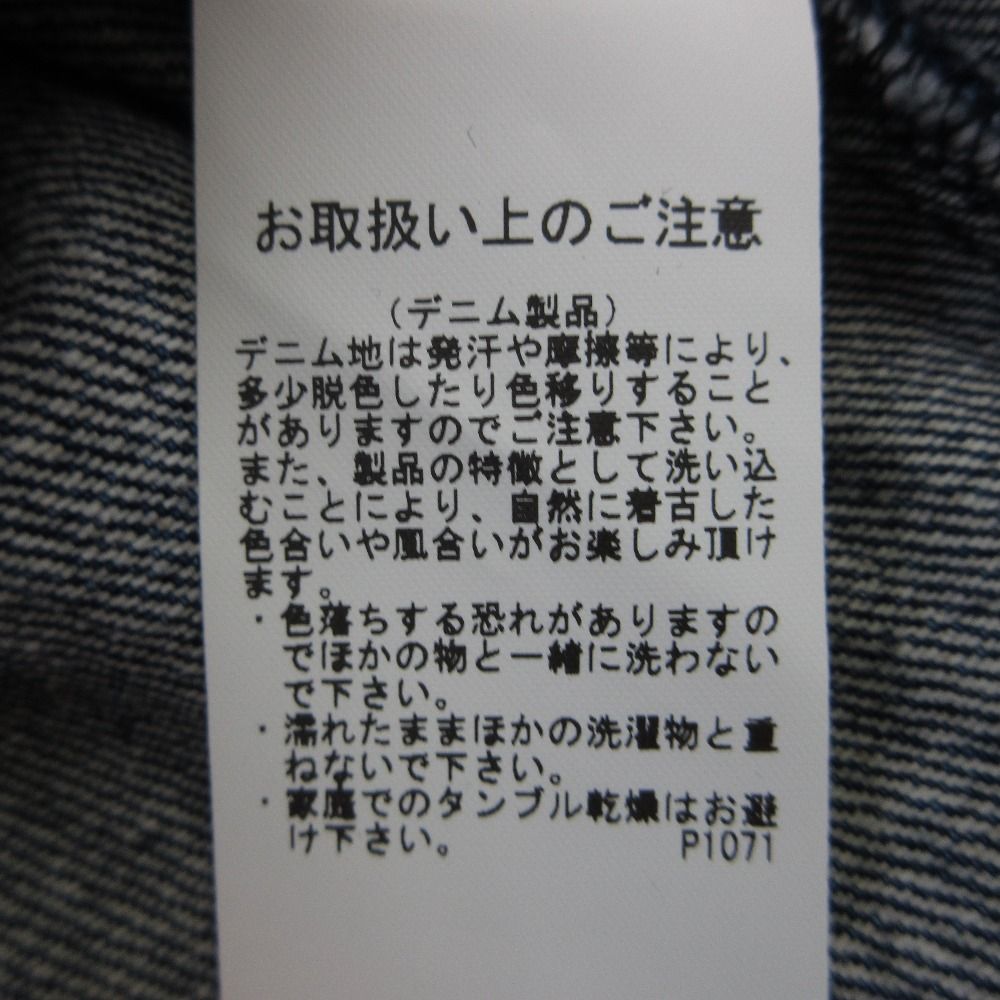 お取扱い上のご注意
(デニム製品)
デニム地は発汗や摩擦等により、
多少脱色したり色移りすること
がありますのでご注意下さい。
また、製品の特徴として洗い込
むことにより、自然に着古した
色合いや風合いがお楽しみ頂け
ます。
・色落ちする恐れがありますの
でほかの物と一緒に洗わない
で下さい。
・濡れたままほかの洗濯物と重
ねないで下さい。
・家庭でのタンブル乾燥はお避
け下さい。
P1071